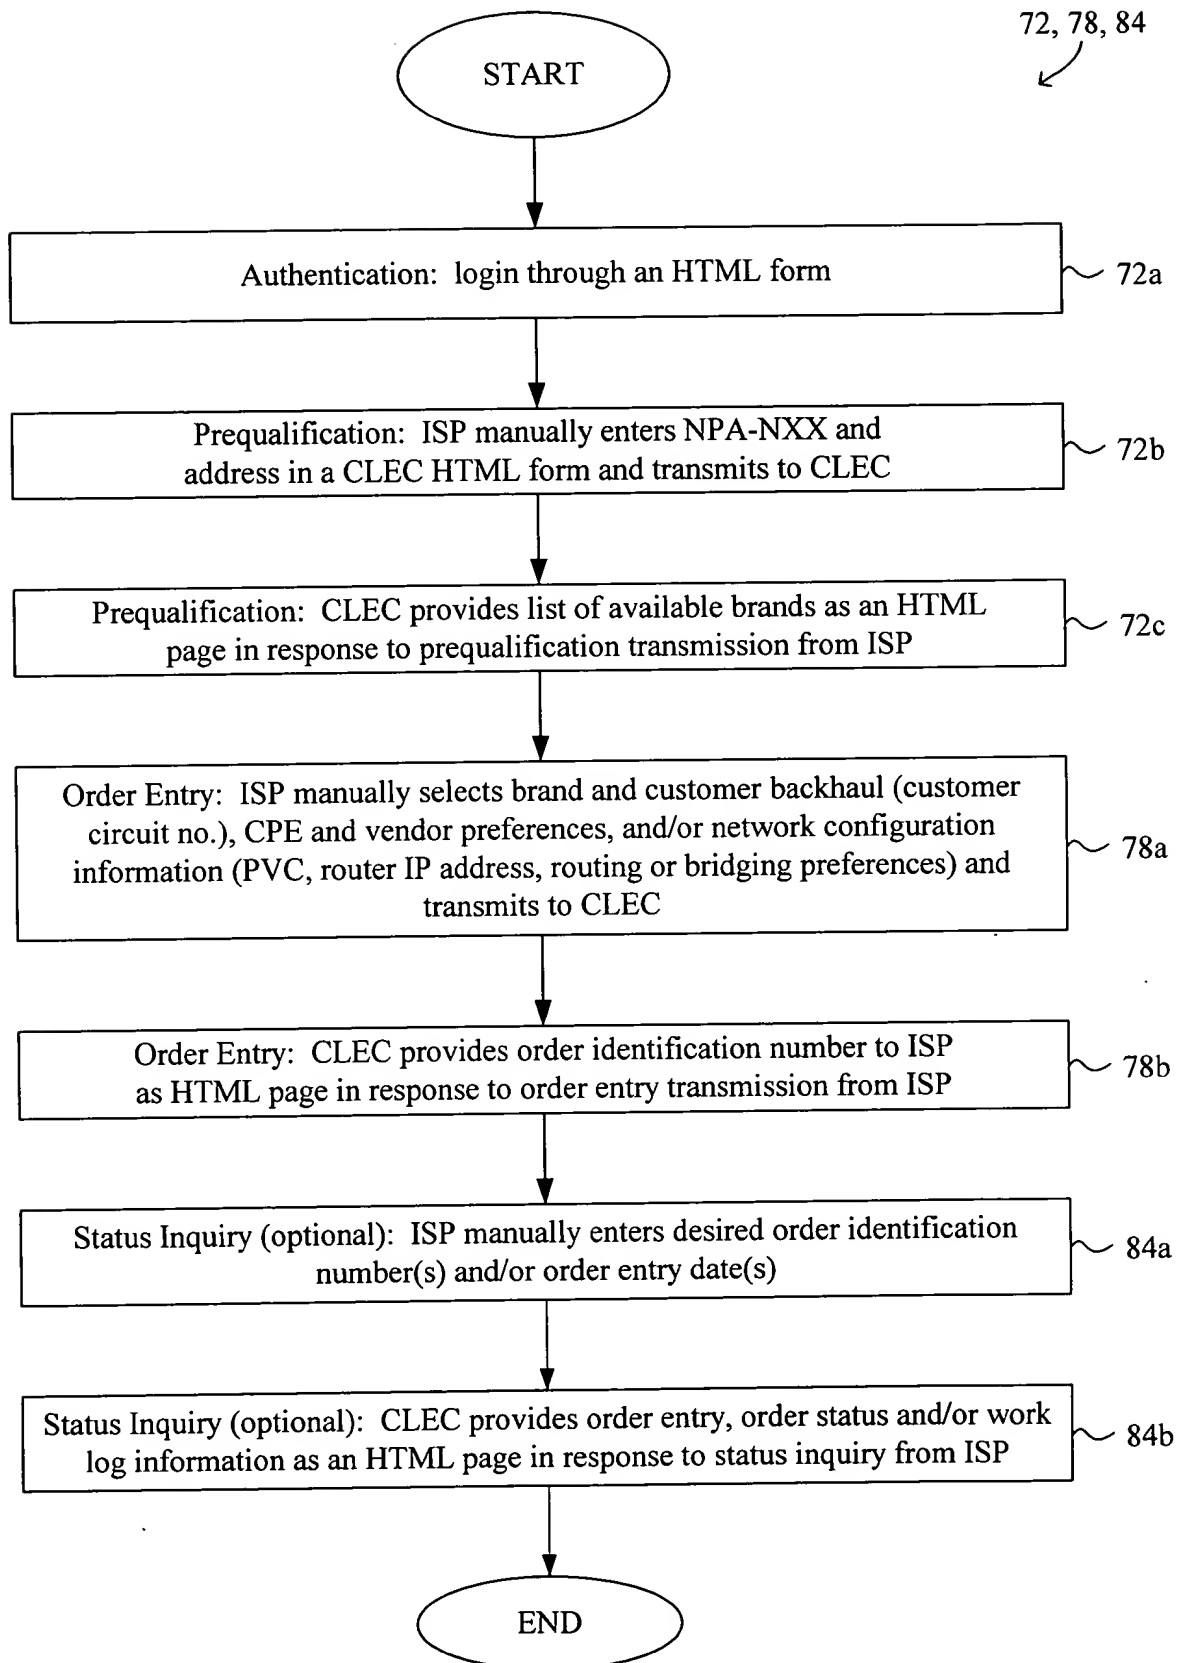 72, 78, 84
START
Authentication: login through an HTML form
72a
Prequalification: ISP manually enters NPA-NXX and
address in a CLEC HTML form and transmits to CLEC
72b
Prequalification: CLEC provides list of available brands as an HTML
page in response to prequalification transmission from ISP
72c
Order Entry: ISP manually selects brand and customer backhaul (customer
circuit no.), CPE and vendor preferences, and/or network configuration
information (PVC, router IP address, routing or bridging preferences) and
transmits to CLEC
78a
Order Entry: CLEC provides order identification number to ISP
as HTML page in response to order entry transmission from ISP
78b
Status Inquiry (optional): ISP manually enters desired order identification
number(s) and/or order entry date(s)
84a
Status Inquiry (optional): CLEC provides order entry, order status and/or work
log information as an HTML page in response to status inquiry from ISP
84b
END